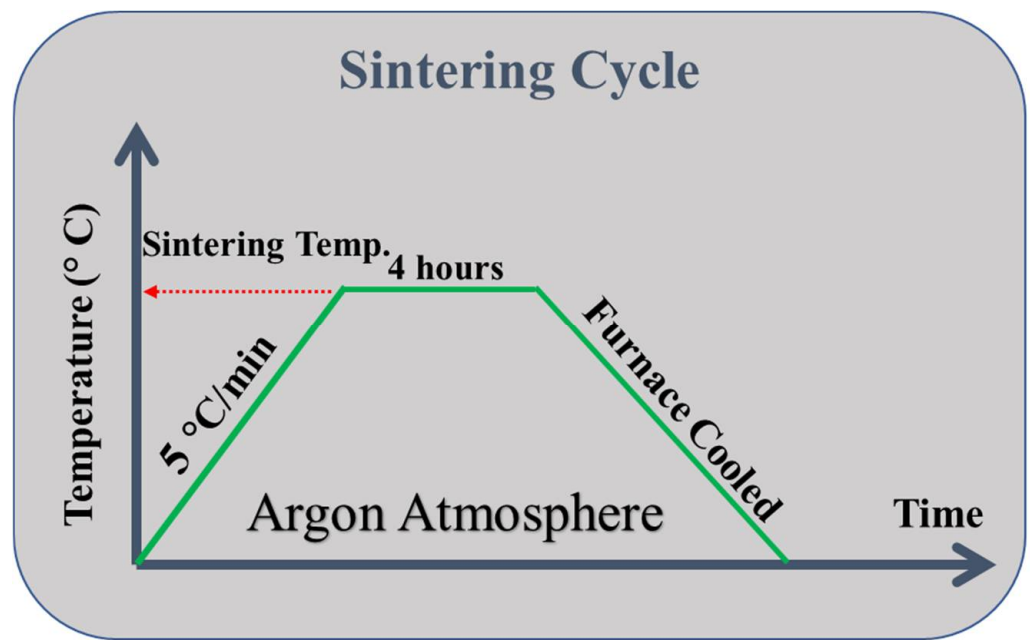 Sintering Cycle
Temperature (° C)
Sintering Temp.
4 hours
5 °C/min
Furnace Cooled
Argon Atmosphere
Time